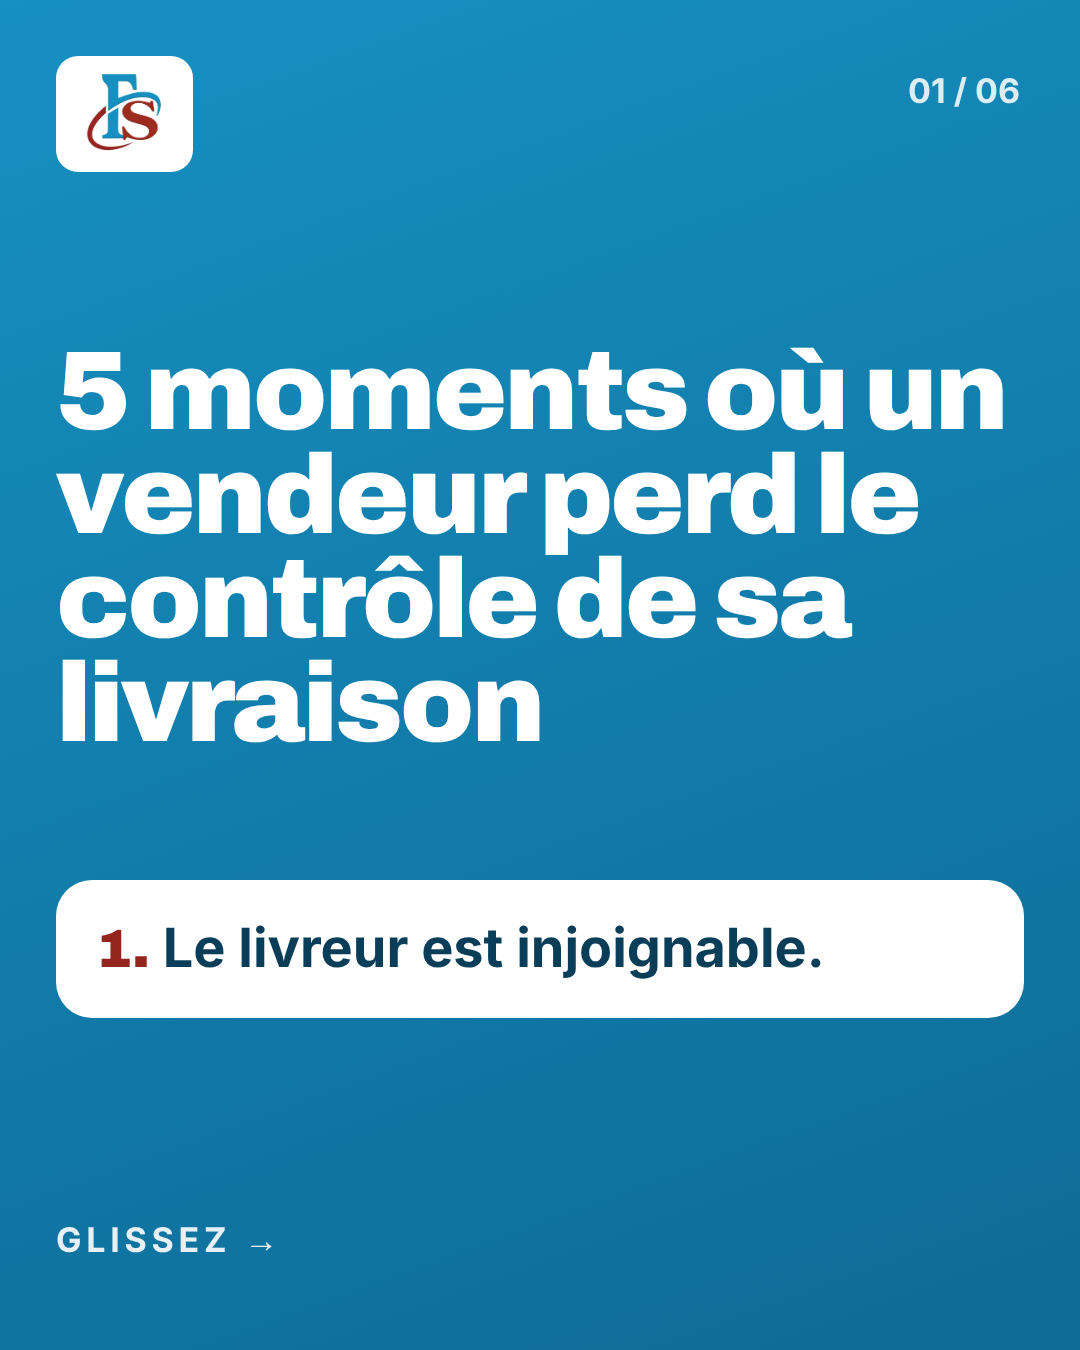 FS
01 / 06
5 moments où un
vendeur perd le
contrôle de sa
livraison
1. Le livreur est injoignable.
GLISSEZ →